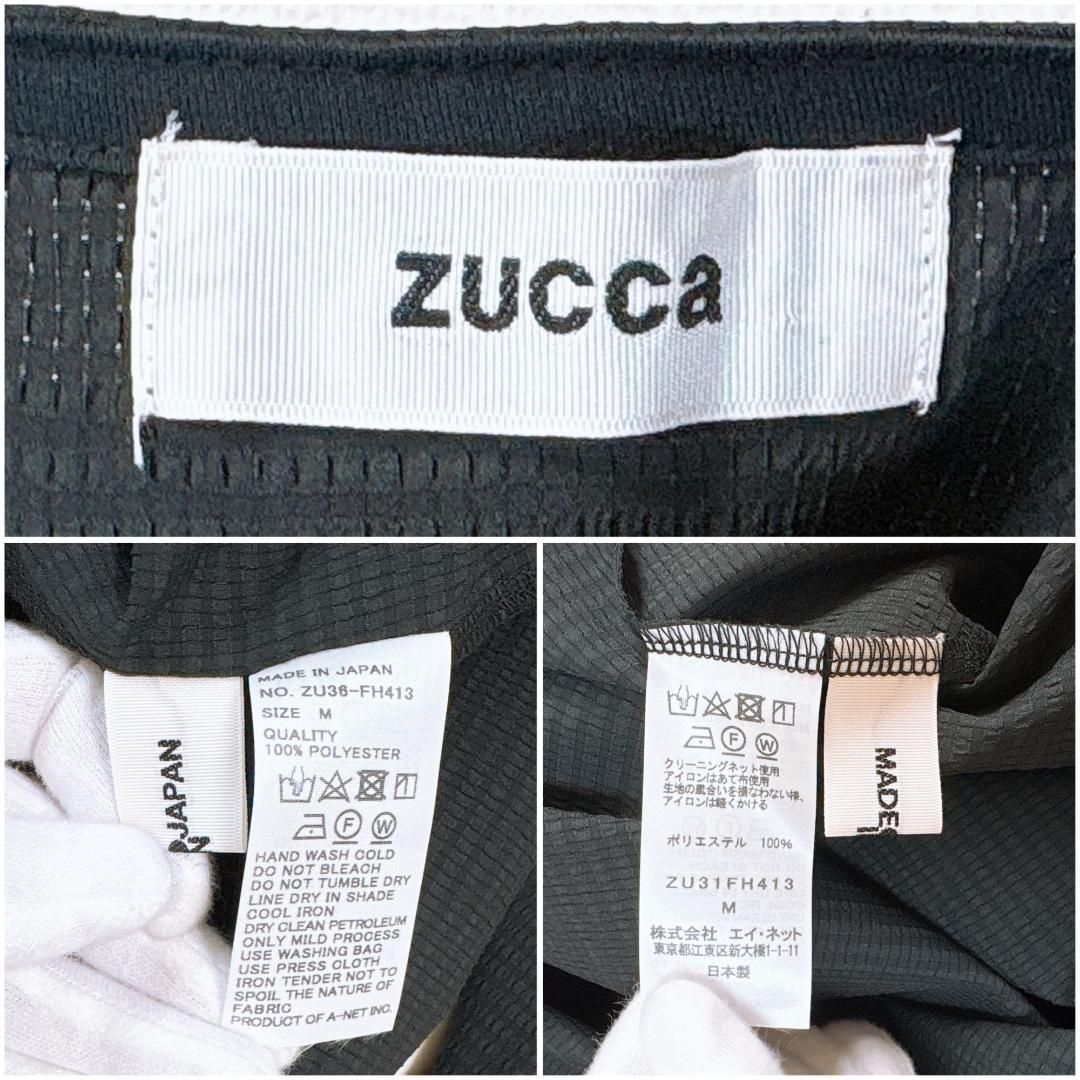 zucca
MADE IN JAPAN
NO. ZU36-FH413
SIZE M
QUALITY
100% POLYESTER
HAND WASH COLD
DO NOT BLEACH
DO NOT TUMBLE DRY
LINE DRY IN SHADE
COOL IRON
DRY CLEAN PETROLEUM
ONLY MILD PROCESS
USE WASHING BAG
USE PRESS CLOTH
IRON TENDER NOT TO
SPOIL THE NATURE OF
FABRIC
PRODUCT OF A-NET INC.
JAPAN
F
W
F
W
クリーニングネット使用
アイロンはあて布使用
生地の風合いを損なわない様、
アイロンは軽くかける
ポリエステル 100%
ZU31FH413
M
株式会社 エイ・ネット
東京都江東区新大橋1-1-11
日本製
MADE